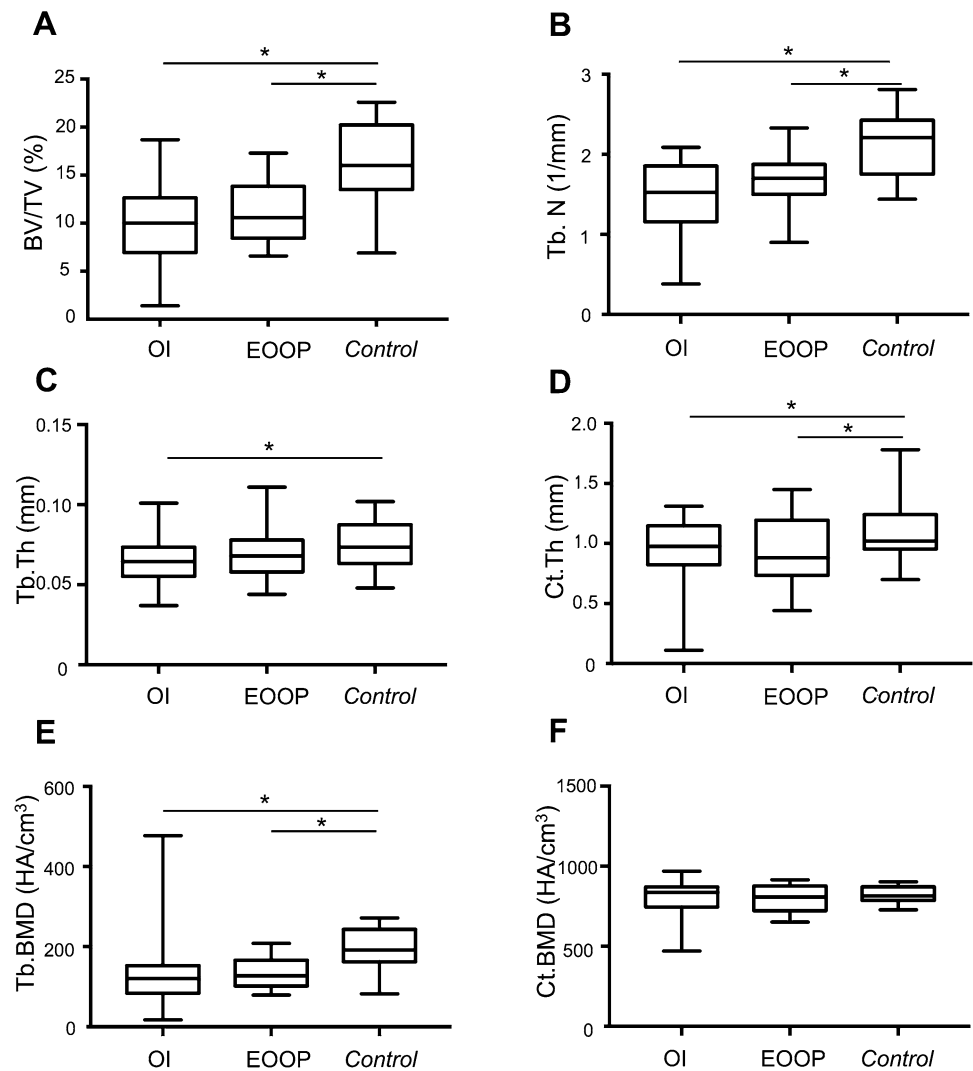 A
*
*
25
20
15
10
5
0
BV/TV (%)
OI EOOP Control
B
*
*
3
2
1
0
Tb. N (1/mm)
OI EOOP Control
C
*
0.15
0.10
0.05
0
Tb.Th (mm)
OI EOOP Control
D
*
*
2.0
1.5
1.0
0.5
0
Ct.Th (mm)
OI EOOP Control
E
*
*
600
400
200
0
Tb.BMD (HA/cm³)
OI EOOP Control
F
1500
1000
500
0
Ct.BMD (HA/cm³)
OI EOOP Control